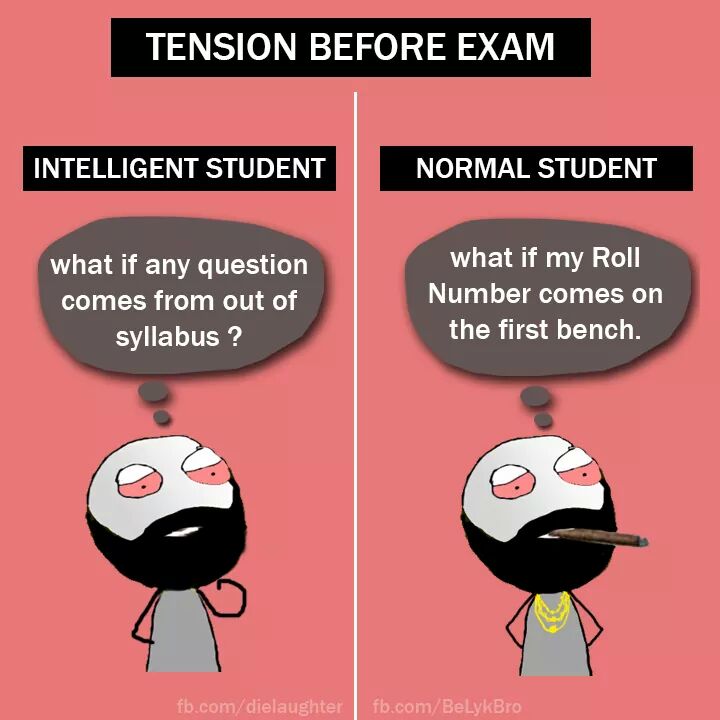 TENSION BEFORE EXAM
INTELLIGENT STUDENT
what if any question
comes from out of
syllabus ?
NORMAL STUDENT
what if my Roll
Number comes on
the first bench.
fb.com/dielaughter
fb.com/BeLykBro